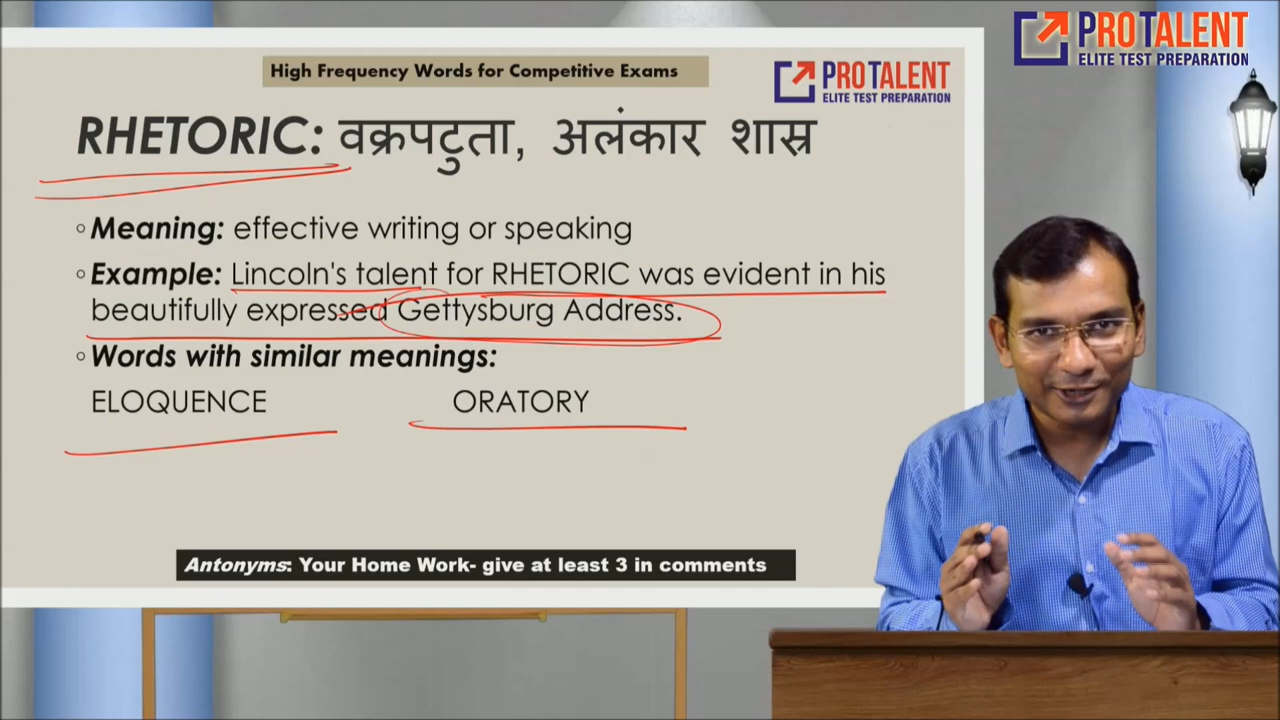 PROTALENT
ELITE TEST PREPARATION
High Frequency Words for Competitive Exams
PROTALENT
ELITE TEST PREPARATION
RHETORIC: वक्रपटुता, अलंकार शास्त्र
Meaning: effective writing or speaking
Example: Lincoln's talent for RHETORIC was evident in his
beautifully expressed Gettysburg Address.
Words with similar meanings:
ELOQUENCE ORATORY
Antonyms: Your Home Work- give at least 3 in comments